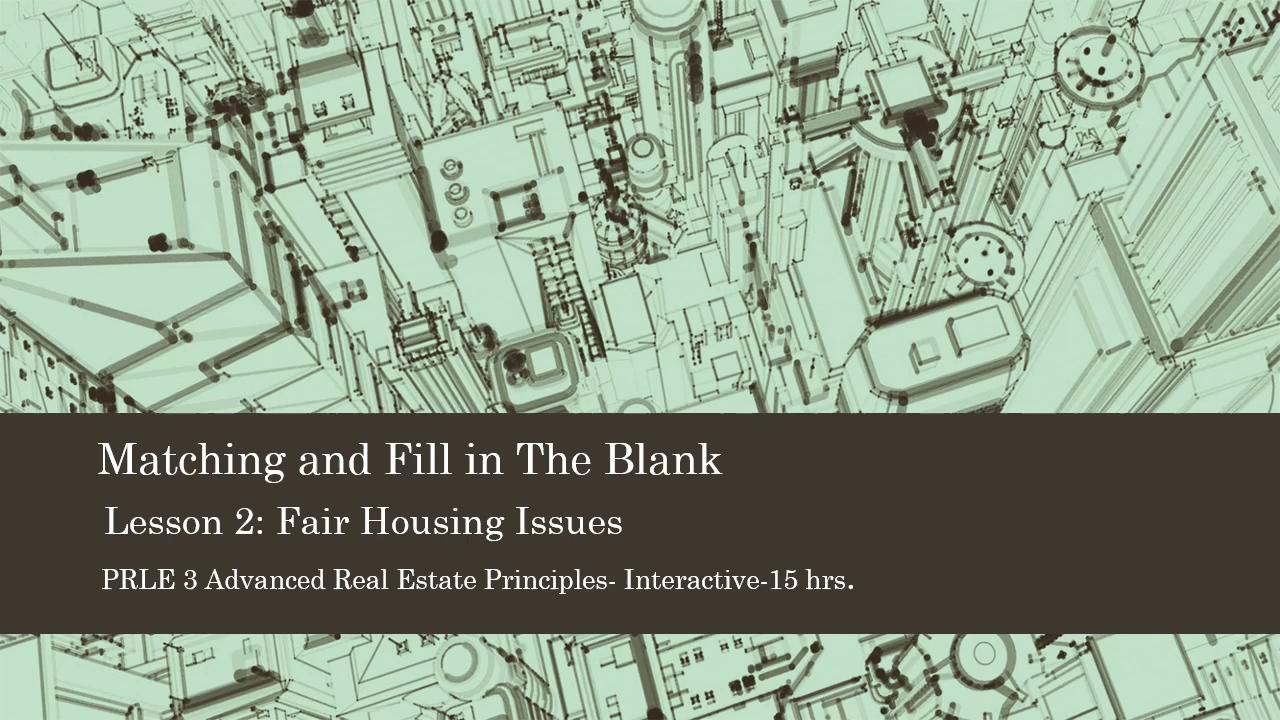 Matching and Fill in The Blank
Lesson 2: Fair Housing Issues
PRLE 3 Advanced Real Estate Principles- Interactive-15 hrs.